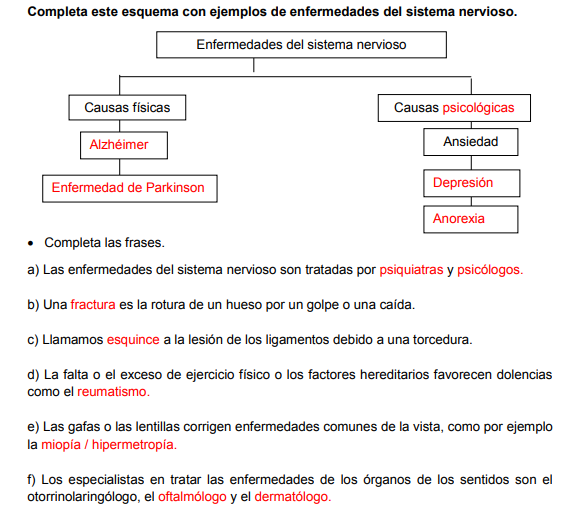 Completa este esquema con ejemplos de enfermedades del sistema nervioso.
Enfermedades del sistema nervioso
Causas físicas
Causas psicológicas
Alzhéimer
Ansiedad
Enfermedad de Parkinson
Depresión
Anorexia
• Completa las frases.
a) Las enfermedades del sistema nervioso son tratadas por psiquiatras y psicólogos.
b) Una fractura es la rotura de un hueso por un golpe o una caída.
c) Llamamos esquince a la lesión de los ligamentos debido a una torcedura.
d) La falta o el exceso de ejercicio físico o los factores hereditarios favorecen dolencias
como el reumatismo.
e) Las gafas o las lentillas corrigen enfermedades comunes de la vista, como por ejemplo
la miopía / hipermetropía.
f) Los especialistas en tratar las enfermedades de los órganos de los sentidos son el
otorrinolaringólogo, el oftalmólogo y el dermatólogo.